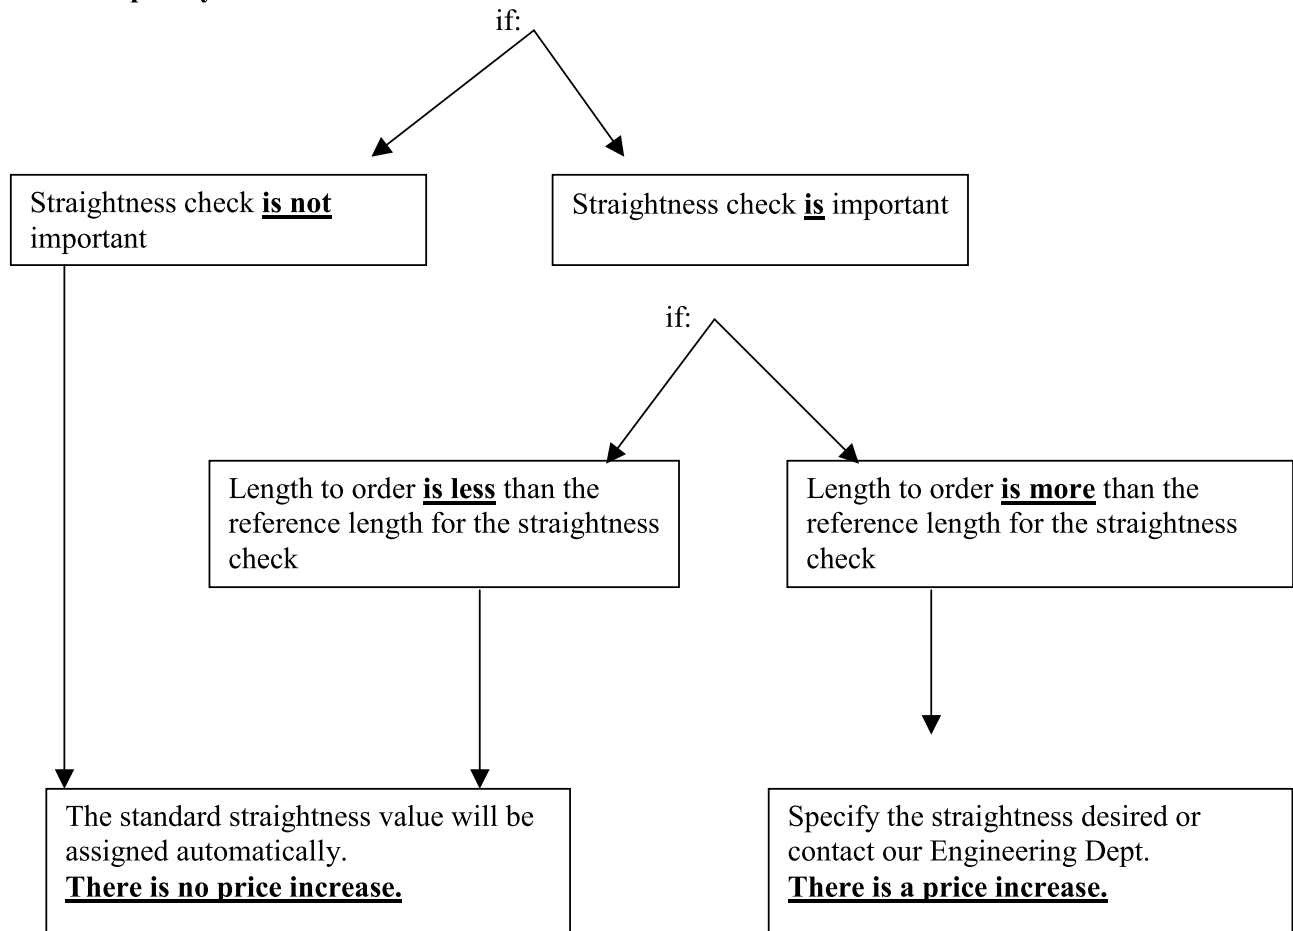 if:
Straightness check is not
important
Straightness check is important
if:
Length to order is less than the
reference length for the straightness
check
Length to order is more than the
reference length for the straightness
check
The standard straightness value will be
assigned automatically.
There is no price increase.
Specify the straightness desired or
contact our Engineering Dept.
There is a price increase.